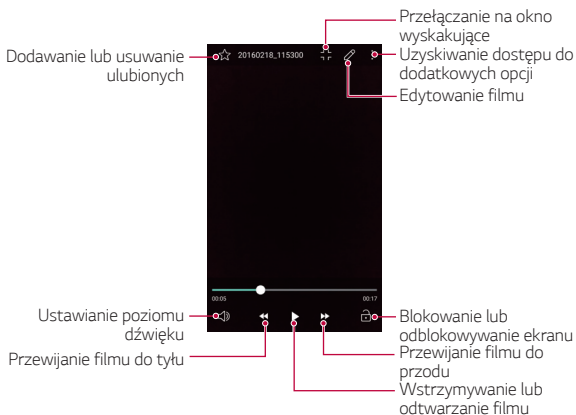 Przełączanie na okno
wyskakujące
Dodawanie lub usuwanie
ulubionych
20160218_115300
Uzyskiwanie dostępu do
dodatkowych opcji
Edytowanie filmu
00:05
00:17
Ustawianie poziomu
dźwięku
Przewijanie filmu do tyłu
Blokowanie lub
odblokowywanie ekranu
Przewijanie filmu do
przodu
Wstrzymywanie lub
odtwarzanie filmu